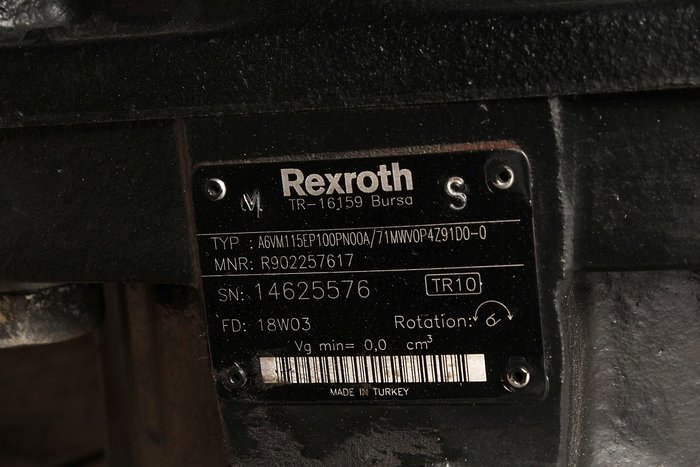 Rexroth
M TR-16159 Bursa S
TYP : A6VM115EP100PN00A/71MWV0P4Z91D0-0
MNR: R902257617
SN: 14625576 TR10
FD: 18W03 Rotation:
Vg min= 0,0 cm³
MADE IN TURKEY